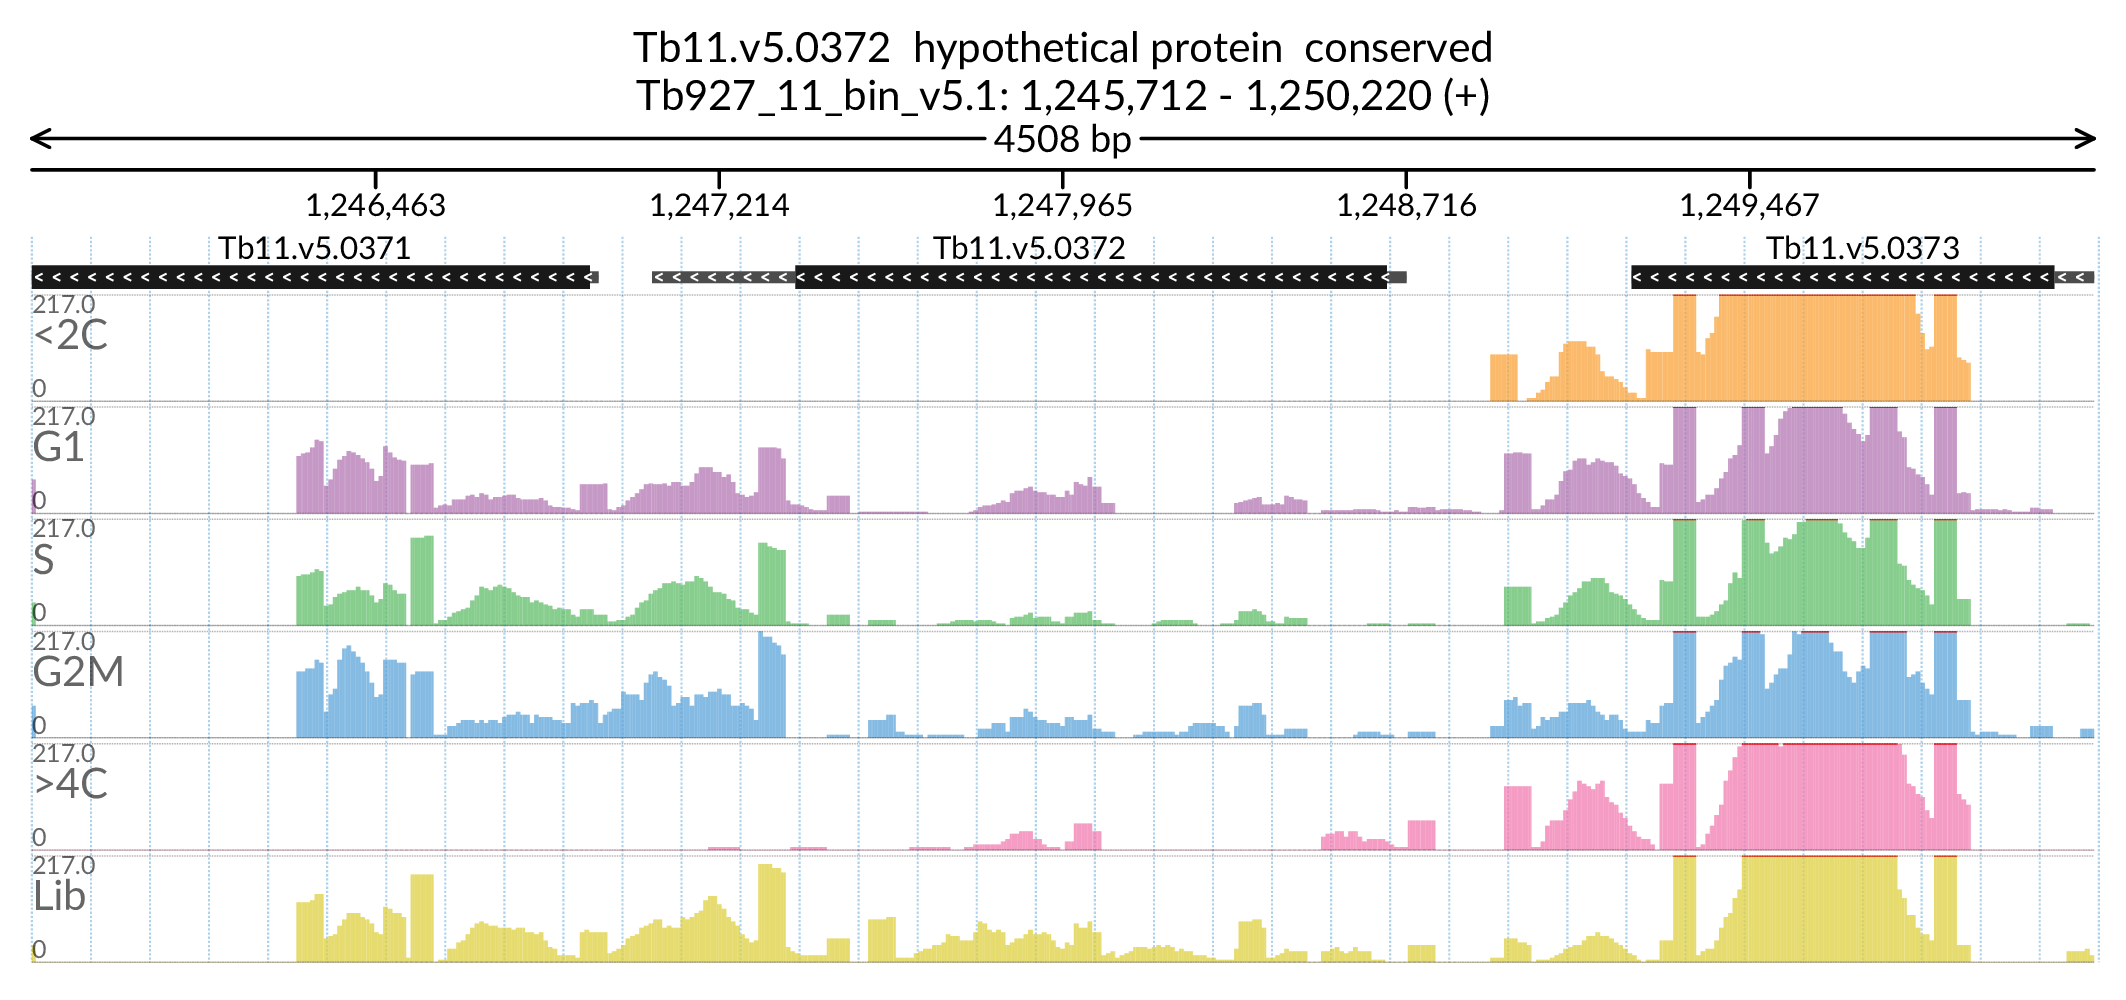 Tb11.v5.0372 hypothetical protein conserved
Tb927_11_bin_v5.1: 1,245,712 - 1,250,220 (+)
4508 bp
1,246,463 1,247,214 1,247,965 1,248,716 1,249,467
Tb11.v5.0371 Tb11.v5.0372 Tb11.v5.0373
217.0
<2C
0
217.0
G1
0
217.0
S
0
217.0
G2M
0
217.0
>4C
0
217.0
Lib
0